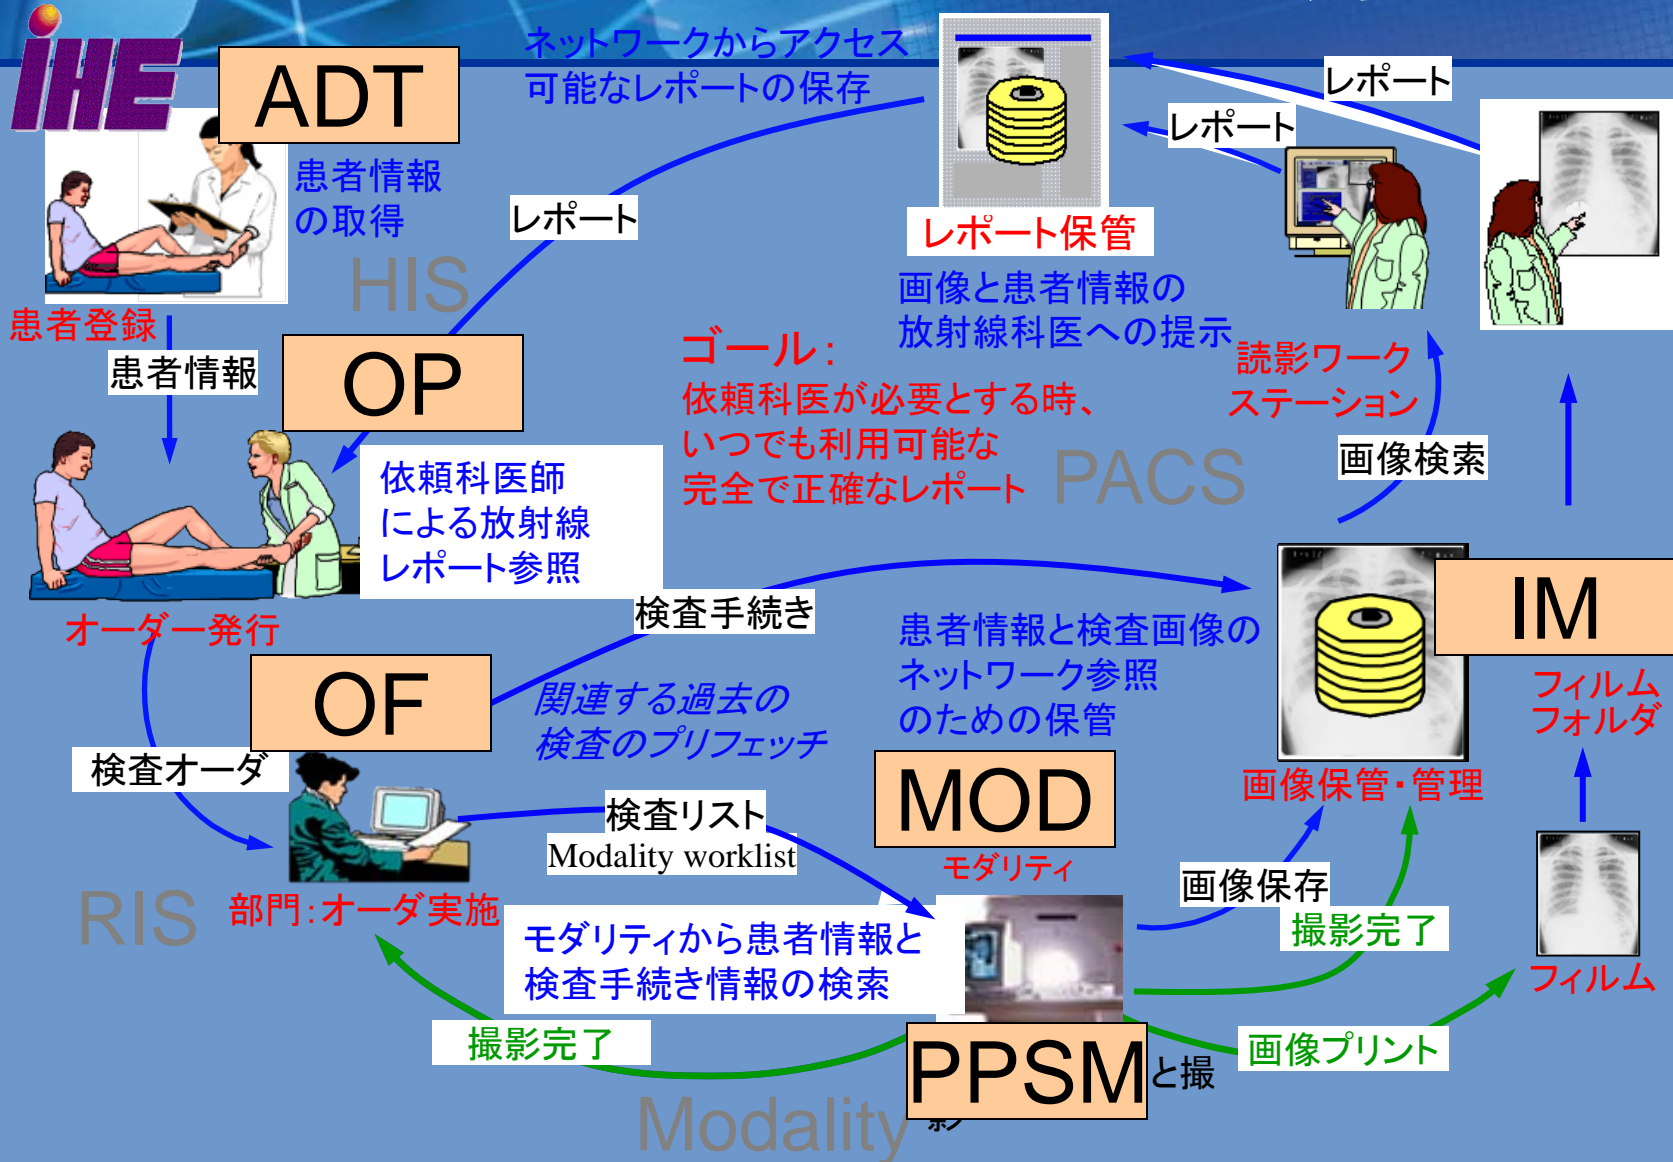 IHE
ADT
患者情報
の取得
HIS
患者登録
患者情報
ネットワークからアクセス
可能なレポートの保存
レポート
レポート
レポート
レポート保管
画像と患者情報の
放射線科医への提示
読影ワーク
ステーション
画像検索
OP
依頼科医師
による放射線
レポート参照
ゴール：
依頼科医が必要とする時、
いつでも利用可能な
完全で正確なレポート
PACS
オーダー発行
検査手続き
OF
関連する過去の
検査のプリフェッチ
患者情報と検査画像の
ネットワーク参照
のための保管
IM
フィルム
フォルダ
画像保管・管理
検査オーダ
検査リスト
Modality worklist
MOD
モダリティ
画像保存
撮影完了
フィルム
RIS
部門：オーダ実施
モダリティから患者情報と
検査手続き情報の検索
撮影完了
PPSM
と撮
影
画像プリント
Modality